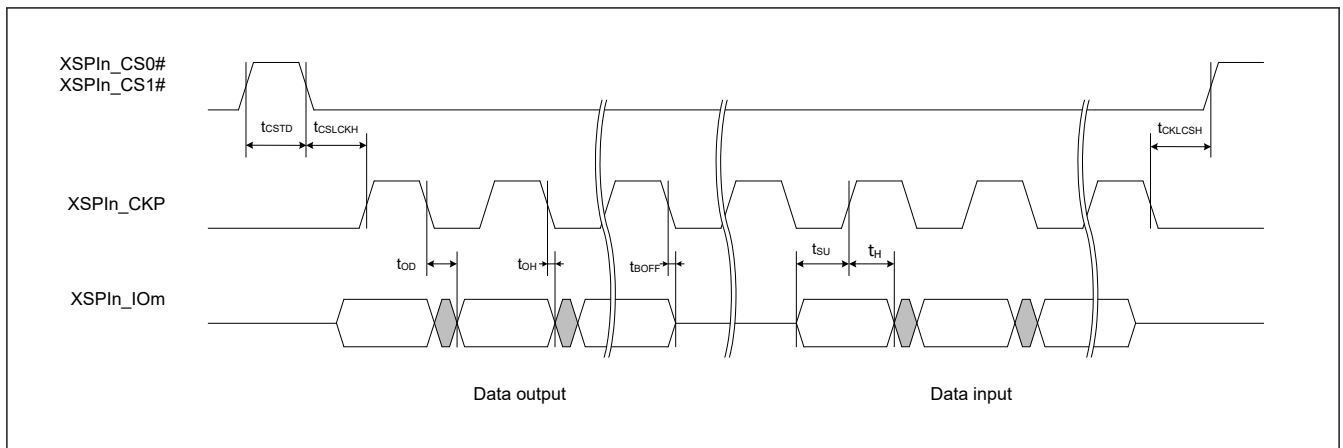 XSPIn_CS0#
XSPIn_CS1#
tCSTD
tCSLCKH
tCKLCSH
XSPIn_CKP
tOD
tOH
tBOFF
tSU
tH
XSPIn_IOm
Data output
Data input